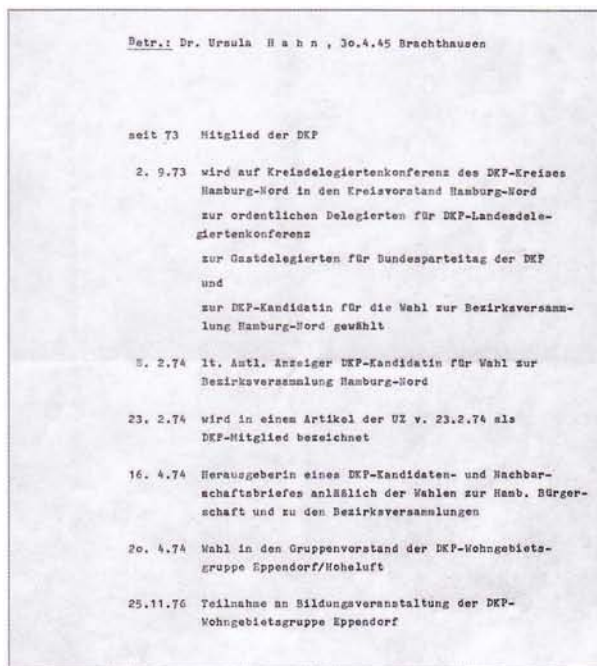 Betr.: Dr. Ursula H a h n , 3o.4.45 Brachthausen
seit 73 Mitglied der DKP
2. 9.73 wird auf Kreisdelegiertenkonferenz des DKP-Kreises
Hamburg-Nord in den Kreisvorstand Hamburg-Nord
zur ordentlichen Delegierten für DKP-Landesdele-
giertenkonferenz
zur Gastdelegierten für Bundesparteitag der DKP
und
zur DKP-Kandidatin für die Wahl zur Bezirksversamm-
lung Hamburg-Nord gewählt
2.74 lt. Amtl. Anzeiger DKP-Kandidatin für Wahl zur
Bezirksversammlung Hamburg-Nord
23. 2.74 wird in einem Artikel der UZ v. 23.2.74 als
DKP-Mitglied bezeichnet
16. 4.74 Herausgeberin eines DKP-Kandidaten- und Nachbar-
schaftsbriefes anläßlich der Wahlen zur Hamb. Bürger-
schaft und zu den Bezirksversammlungen
2o. 4.74 Wahl in den Gruppenvorstand der DKP-Wohngebiets-
gruppe Eppendorf/Hoheluft
25.11.76 Teilnahme an Bildungsveranstaltung der DKP-
Wohngebietsgruppe Eppendorf